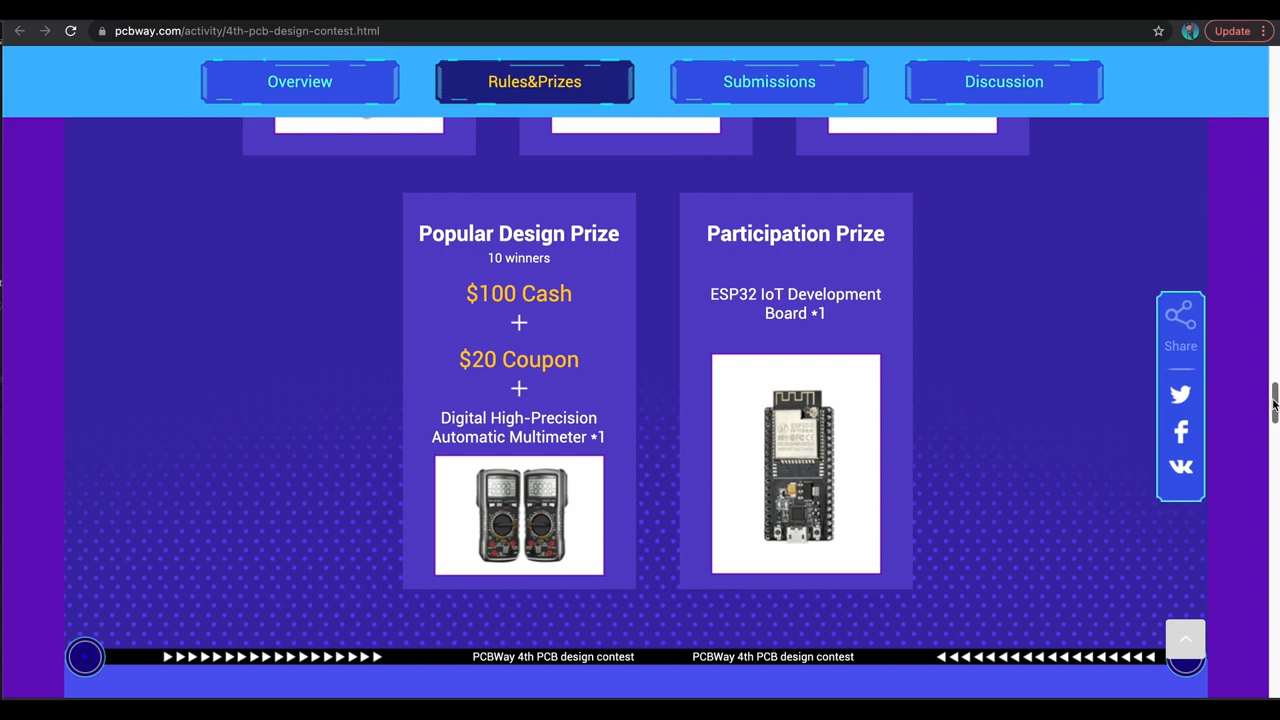 pcbway.com/activity/4th-pcb-design-contest.html
Update
Overview
Rules&Prizes
Submissions
Discussion
Popular Design Prize
10 winners
$100 Cash
+
$20 Coupon
+
Digital High-Precision
Automatic Multimeter *1
Participation Prize
ESP32 IoT Development
Board *1
Share
PCBWay 4th PCB design contest
PCBWay 4th PCB design contest